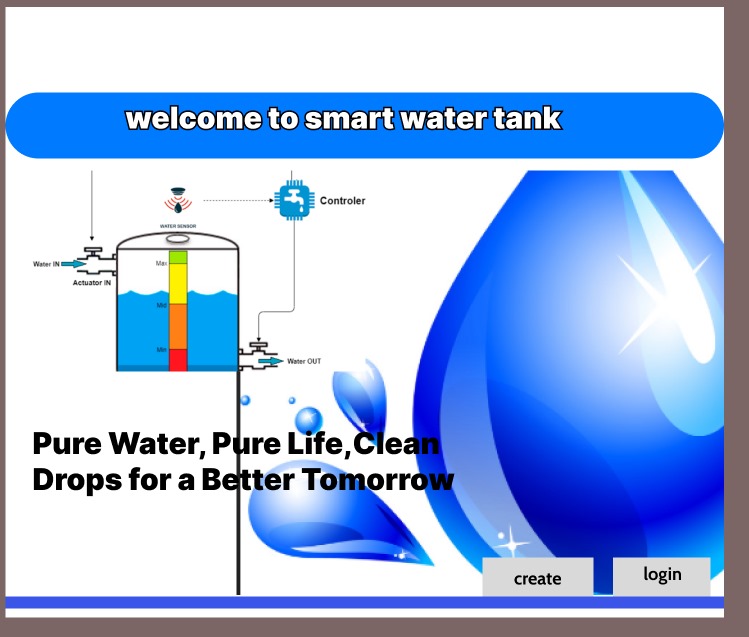 welcome to smart water tank
Controler
WATER SENSOR
Water IN
Max
Actuator IN
Mid
Min
Water OUT
Pure Water, Pure Life,Clean
Drops for a Better Tomorrow
create
login